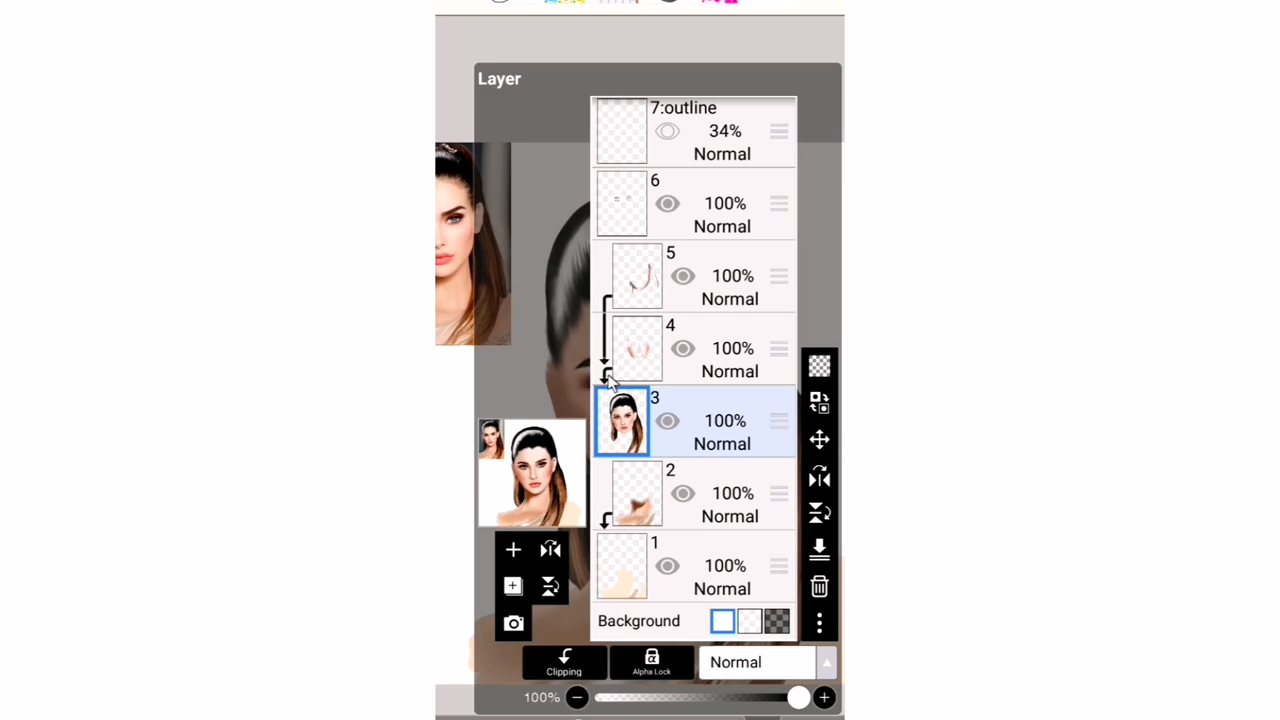 Layer
7:outline
34%
Normal
6
100%
Normal
5
100%
Normal
4
100%
Normal
3
100%
Normal
2
100%
Normal
1
100%
Normal
Background
Clipping
α
Alpha Lock
Normal
100%